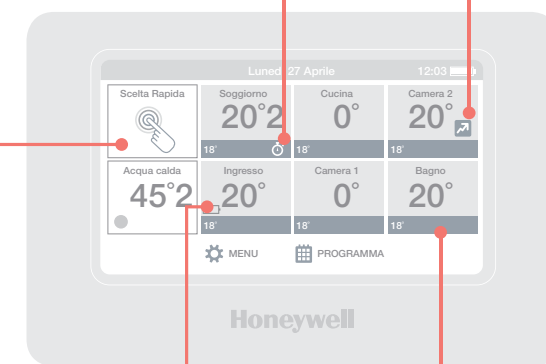 Lunedì 27 Aprile 12:03
Scelta Rapida
Soggiorno
20°2
18°
Cucina
0°
18°
Camera 2
20°
18°
Acqua calda
45°2
Ingresso
20°
18°
Camera 1
0°
18°
Bagno
20°
18°
MENU
PROGRAMMA
Honeywell